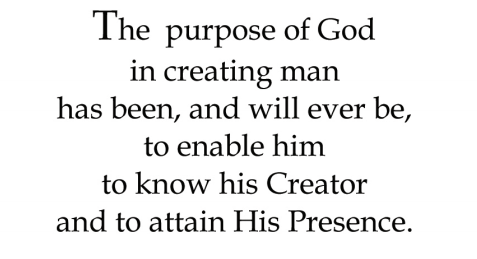 The purpose of God
in creating man
has been, and will ever be,
to enable him
to know his Creator
and to attain His Presence.